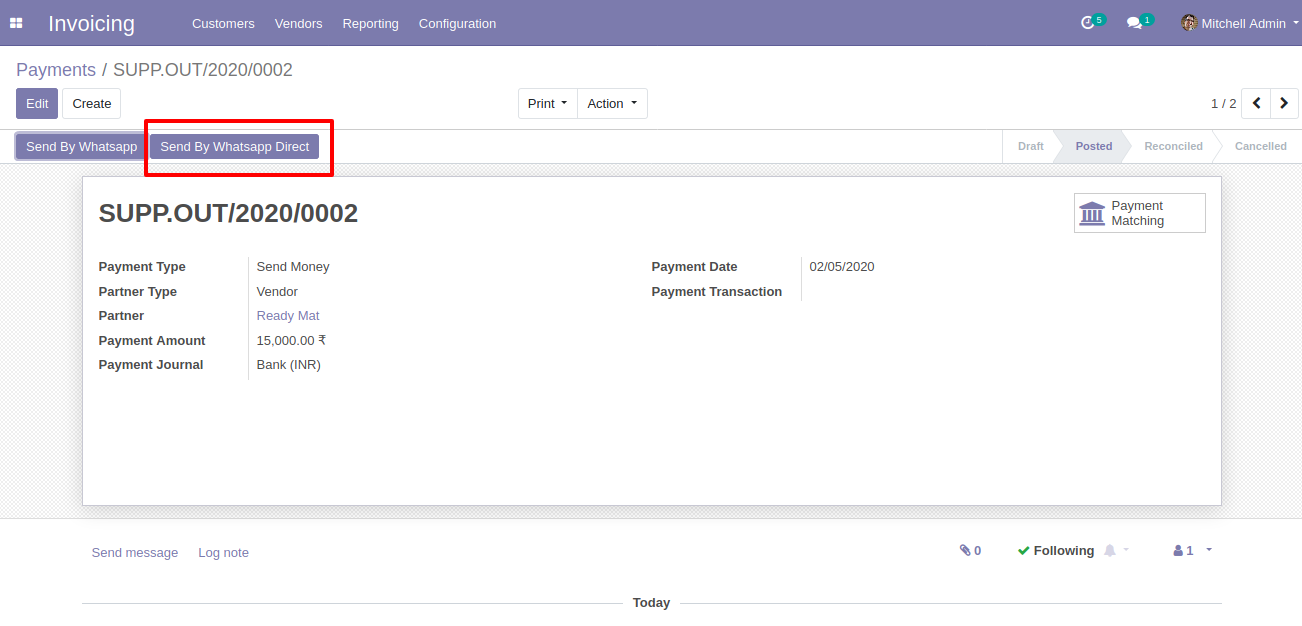 Invoicing Customers Vendors Reporting Configuration 5 1 Mitchell Admin
Payments / SUPP.OUT/2020/0002
Edit Create Print Action 1 / 2
Send By Whatsapp Send By Whatsapp Direct Draft Posted Reconciled Cancelled
SUPP.OUT/2020/0002
Payment
Matching
Payment Type Send Money Payment Date 02/05/2020
Partner Type Vendor Payment Transaction
Partner Ready Mat
Payment Amount 15,000.00 ₹
Payment Journal Bank (INR)
Send message Log note 0 Following 1
Today